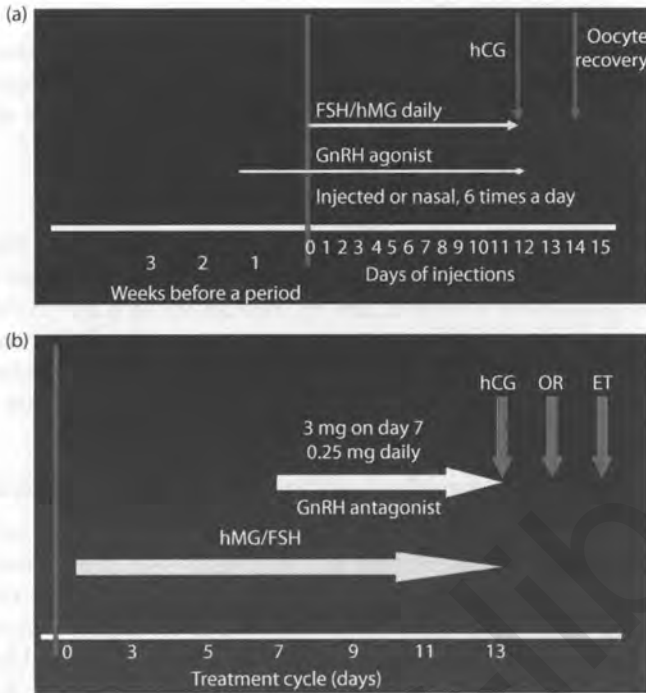 (a)
hCG
Oocyte
recovery
FSH/hMG daily
GnRH agonist
Injected or nasal, 6 times a day
0 1 2 3 4 5 6 7 8 9 10 11 12 13 14 15
3 2 1
Days of injections
Weeks before a period
(b)
hCG OR ET
3 mg on day 7
0.25 mg daily
GnRH antagonist
hMG/FSH
0 3 5 7 9 11 13
Treatment cycle (days)